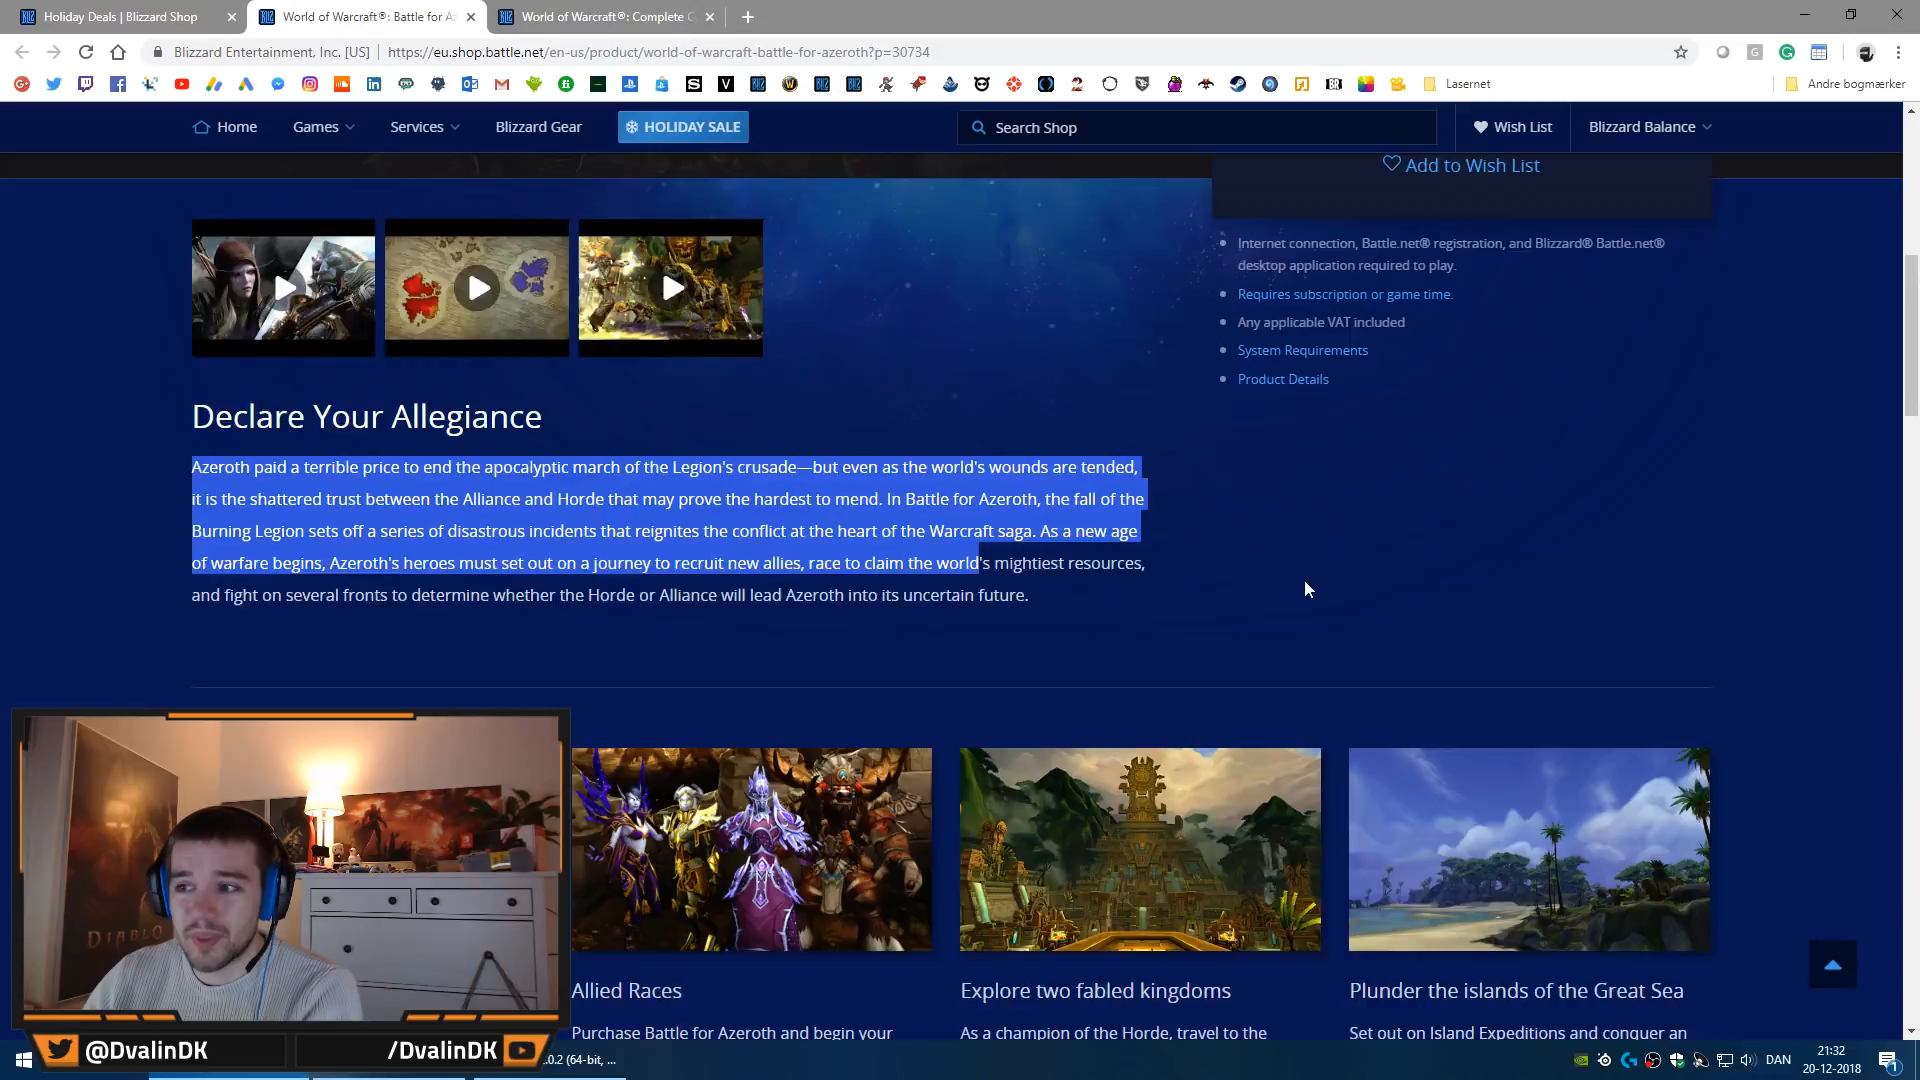 Holiday Deals | Blizzard Shop
World of Warcraft®: Battle for Az
World of Warcraft®: Complete C
Blizzard Entertainment, Inc. [US] | https://eu.shop.battle.net/en-us/product/world-of-warcraft-battle-for-azeroth?p=30734
Lasernet
Andre bogmærker
Home
Games
Services
Blizzard Gear
HOLIDAY SALE
Search Shop
Wish List
Blizzard Balance
Add to Wish List
Internet connection, Battle.net® registration, and Blizzard® Battle.net®
desktop application required to play.
Requires subscription or game time.
Any applicable VAT included
System Requirements
Product Details
Declare Your Allegiance
Azeroth paid a terrible price to end the apocalyptic march of the Legion's crusade—but even as the world's wounds are tended,
it is the shattered trust between the Alliance and Horde that may prove the hardest to mend. In Battle for Azeroth, the fall of the
Burning Legion sets off a series of disastrous incidents that reignites the conflict at the heart of the Warcraft saga. As a new age
of warfare begins, Azeroth's heroes must set out on a journey to recruit new allies, race to claim the world's mightiest resources,
and fight on several fronts to determine whether the Horde or Alliance will lead Azeroth into its uncertain future.
DIABLO
Allied Races
Purchase Battle for Azeroth and begin your
Explore two fabled kingdoms
As a champion of the Horde, travel to the
Plunder the islands of the Great Sea
Set out on Island Expeditions and conquer an
@DvalinDK
/DvalinDK
.0.2 (64-bit, ...
DAN
21:32
20-12-2018
1